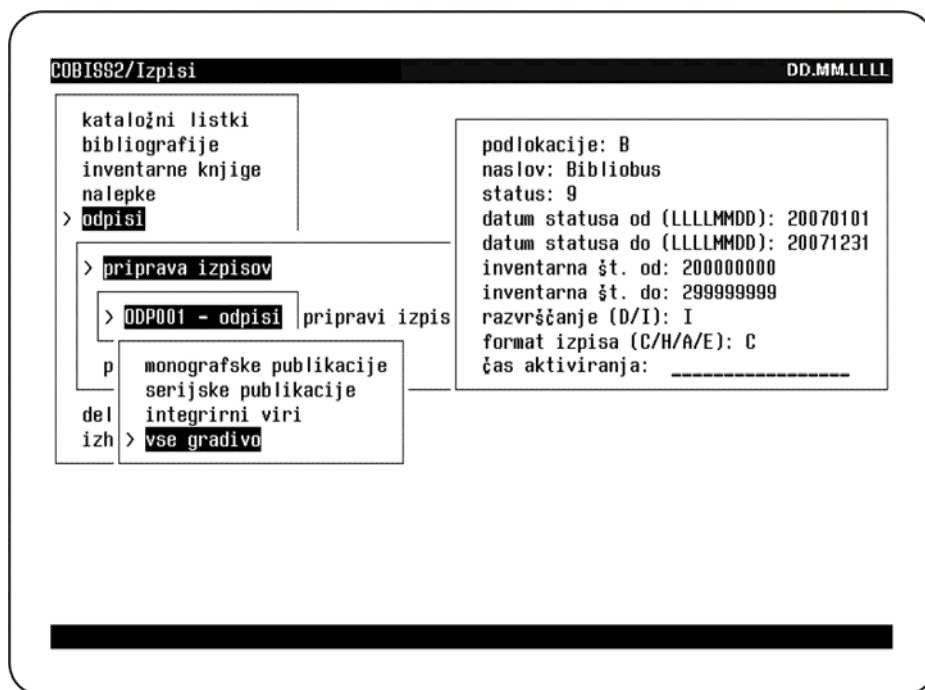 COBISS2/Izpisi DD.MM.LLLL
kataložni listki
bibliografije
inventarne knjige
nalepke
> odpisi
> priprava izpisov
> ODP001 - odpisi pripravi izpis
p
monografske publikacije
serijske publikacije
del integrirni viri
izh > vse gradivo
podlokacije: B
naslov: Bibliobus
status: 9
datum statusa od (LLLLMMDD): 20070101
datum statusa do (LLLLMMDD): 20071231
inventarna št. od: 200000000
inventarna št. do: 299999999
razvrščanje (D/I): I
format izpisa (C/H/A/E): C
čas aktiviranja: _________________